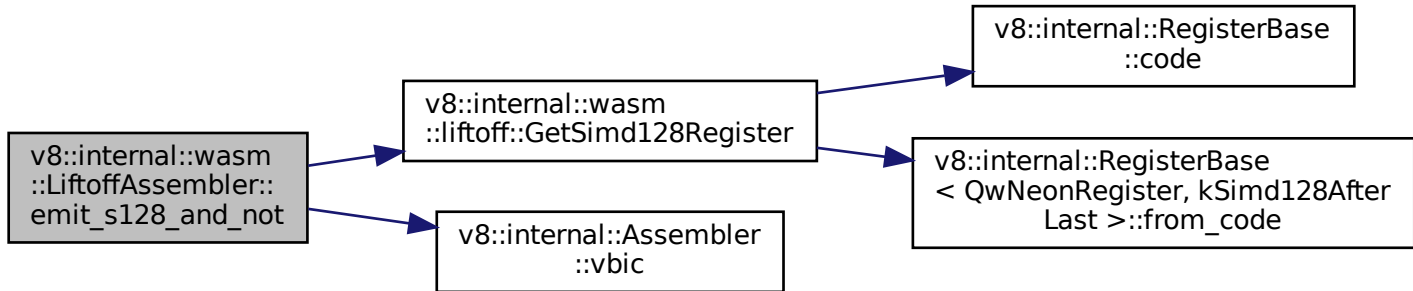 v8::internal::wasm
::LiftoffAssembler::
emit_s128_and_not
v8::internal::wasm
::liftoff::GetSimd128Register
v8::internal::Assembler
::vbic
v8::internal::RegisterBase
::code
v8::internal::RegisterBase
< QwNeonRegister, kSimd128After
Last >::from_code